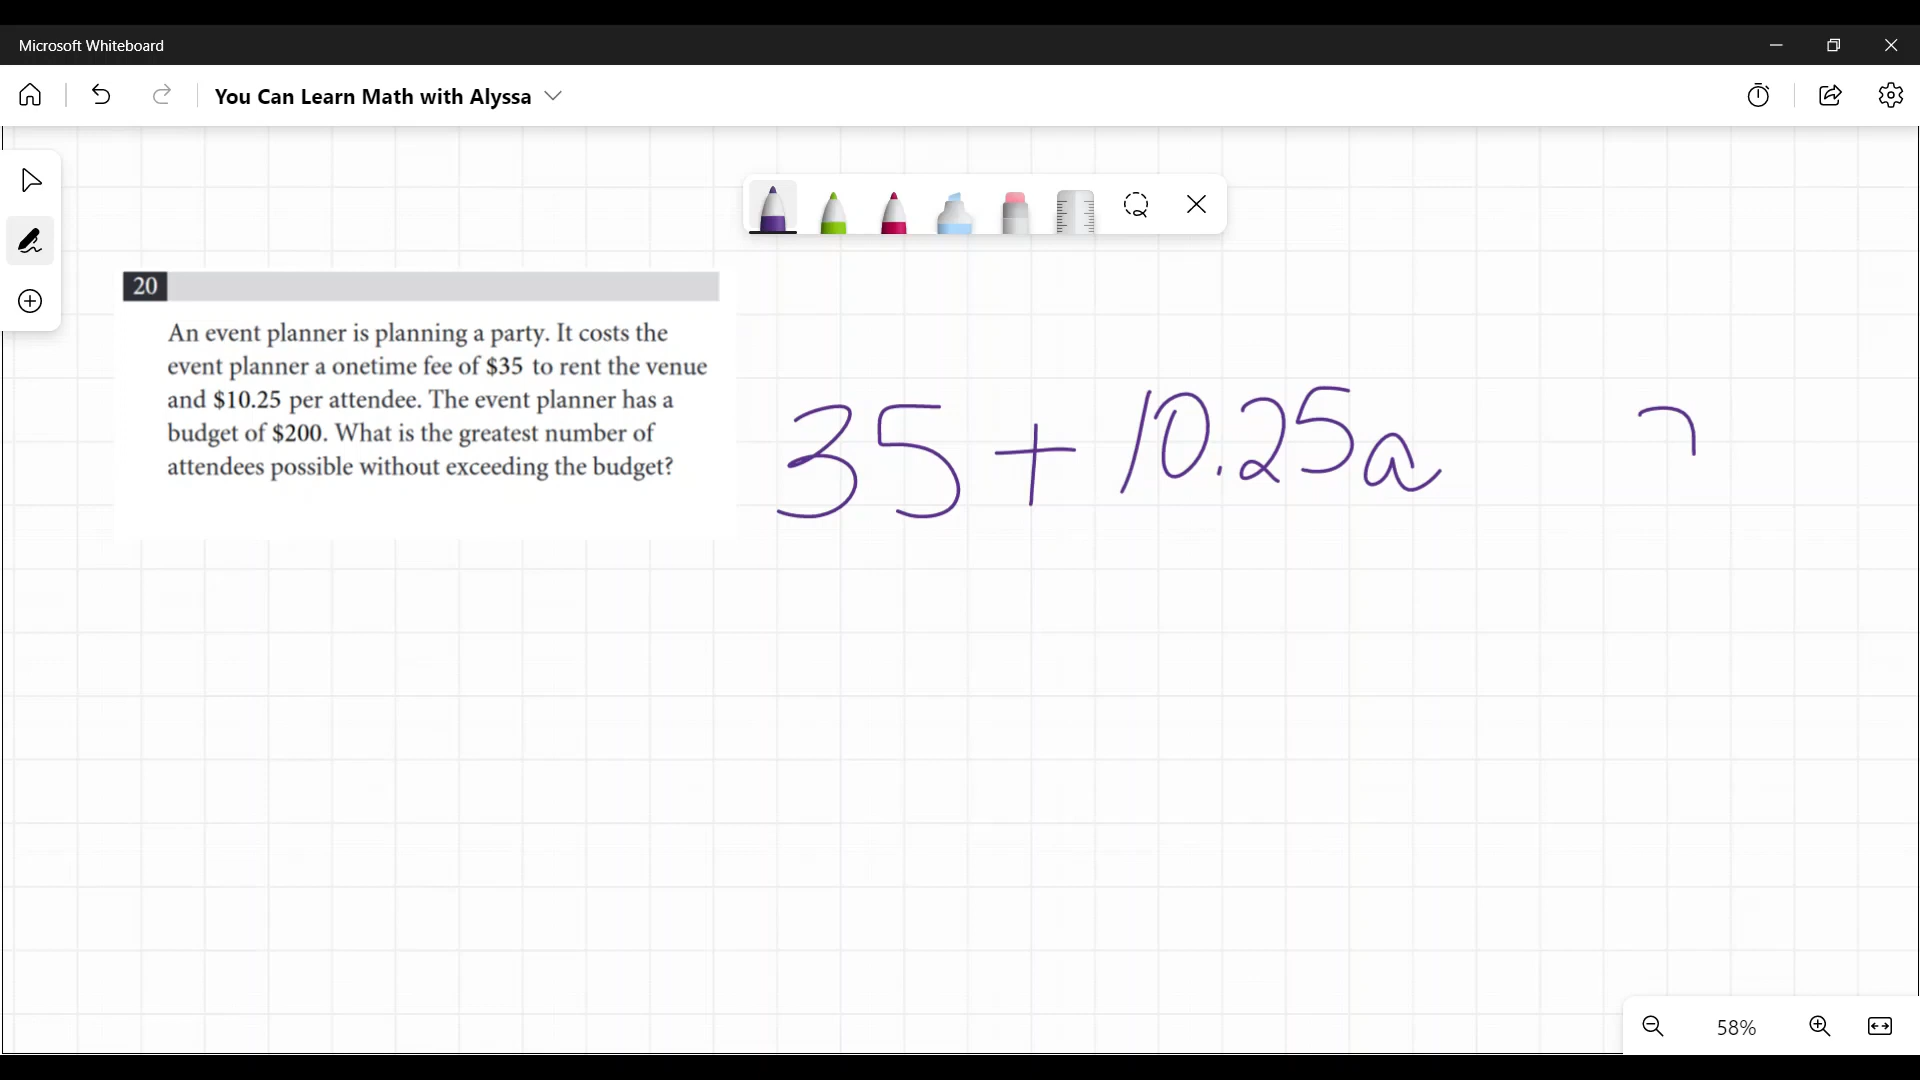 Microsoft Whiteboard
You Can Learn Math with Alyssa
20
An event planner is planning a party. It costs the
event planner a onetime fee of $35 to rent the venue
and $10.25 per attendee. The event planner has a
budget of $200. What is the greatest number of
attendees possible without exceeding the budget?
35 + 10.25a
58%